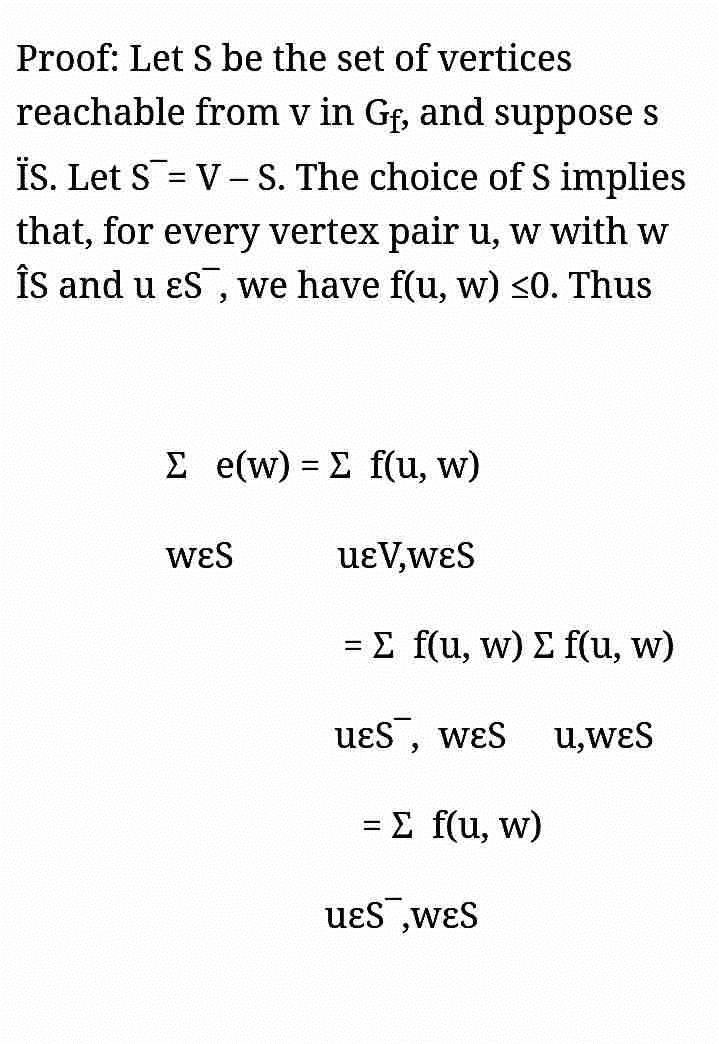 Proof: Let S be the set of vertices
reachable from v in Gf, and suppose s
ÏS. Let S¯= V – S. The choice of S implies
that, for every vertex pair u, w with w
ÎS and u εS¯, we have f(u, w) ≤0. Thus
Σ e(w) = Σ f(u, w)
wεS uεV,wεS
= Σ f(u, w) Σ f(u, w)
uεS¯, wεS u,wεS
= Σ f(u, w)
uεS¯,wεS